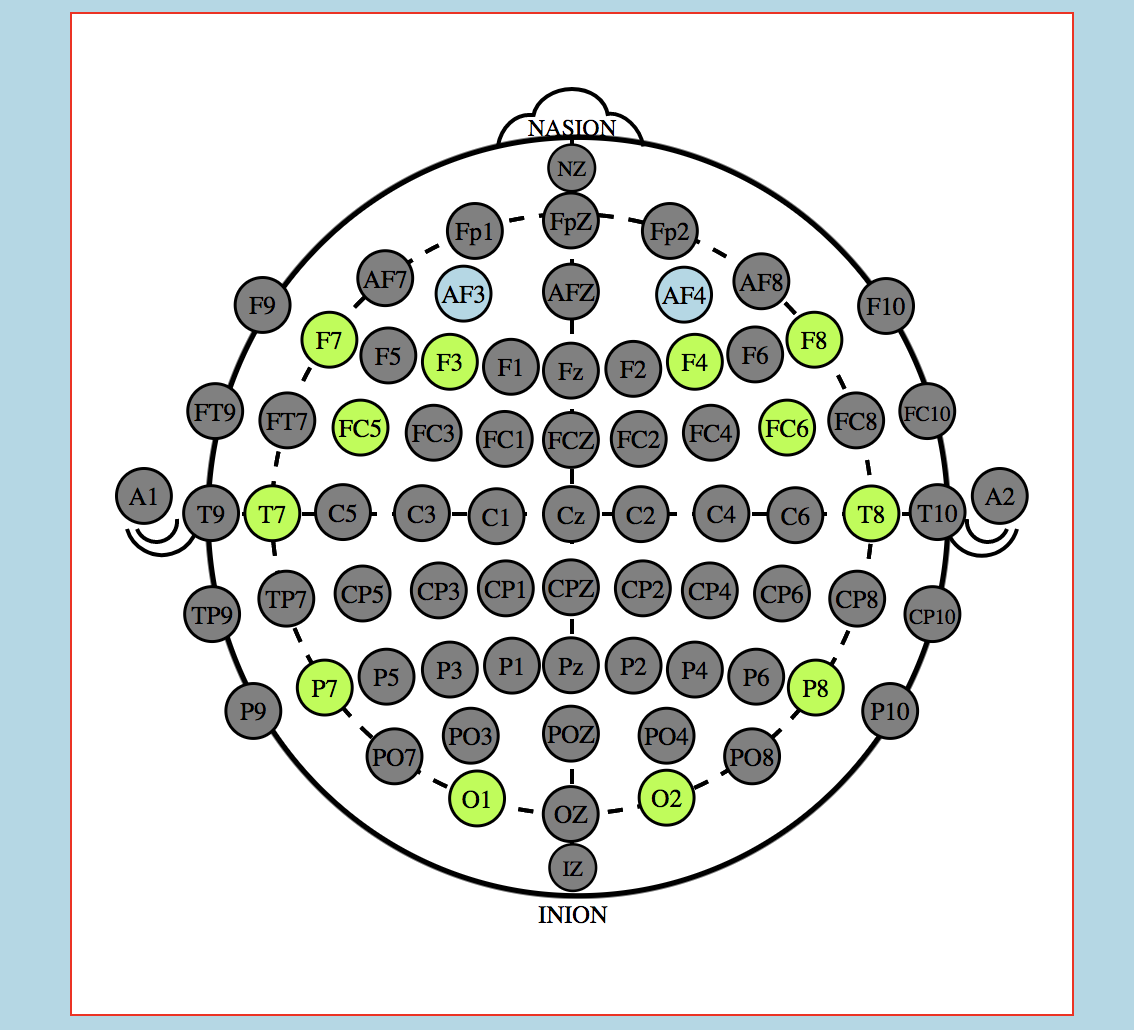 NASION
NZ
Fp1 FpZ Fp2
AF7 AF3 AFZ AF4 AF8
F9 F10
F7 F5 F3 F1 Fz F2 F4 F6 F8
FT9 FT7 FC5 FC3 FC1 FCZ FC2 FC4 FC6 FC8 FC10
A1 T9 T7 C5 C3 C1 Cz C2 C4 C6 T8 T10 A2
TP9 TP7 CP5 CP3 CP1 CPZ CP2 CP4 CP6 CP8 CP10
P7 P5 P3 P1 Pz P2 P4 P6 P8
P9 P10
PO7 PO3 POZ PO4 PO8
O1 OZ O2
IZ
INION